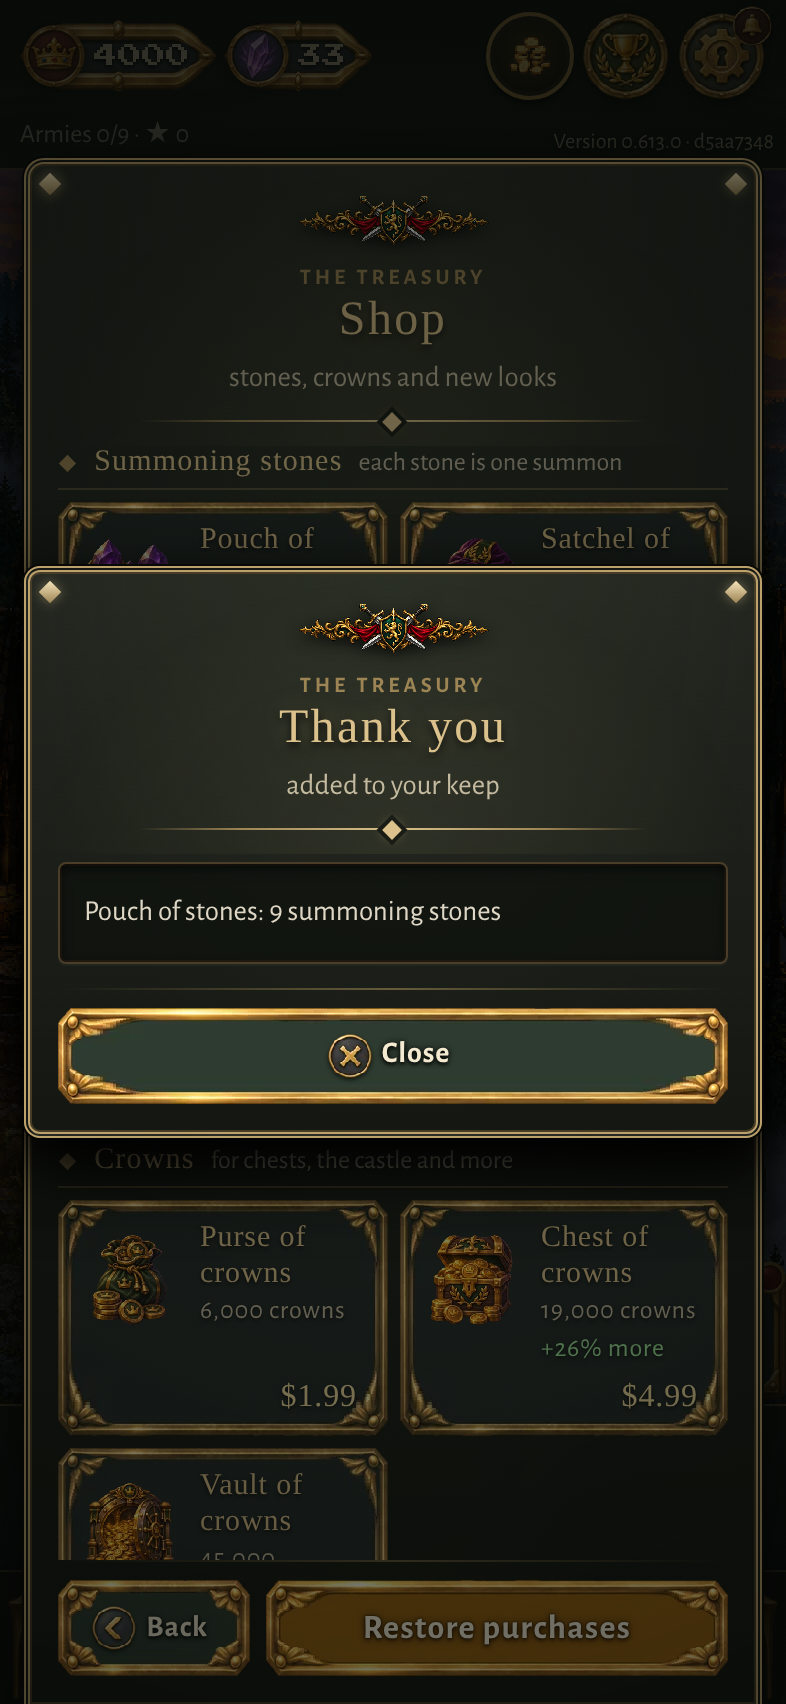 4000 33
Armies 0/9 · ★ 0
Version 0.613.0 · d5aa7348
THE TREASURY
Shop
stones, crowns and new looks
Summoning stones each stone is one summon
Pouch of
Satchel of
THE TREASURY
Thank you
added to your keep
Pouch of stones: 9 summoning stones
Close
Crowns for chests, the castle and more
Purse of
crowns
6,000 crowns
$1.99
Chest of
crowns
19,000 crowns
+26% more
$4.99
Vault of
crowns
45,000
Back
Restore purchases